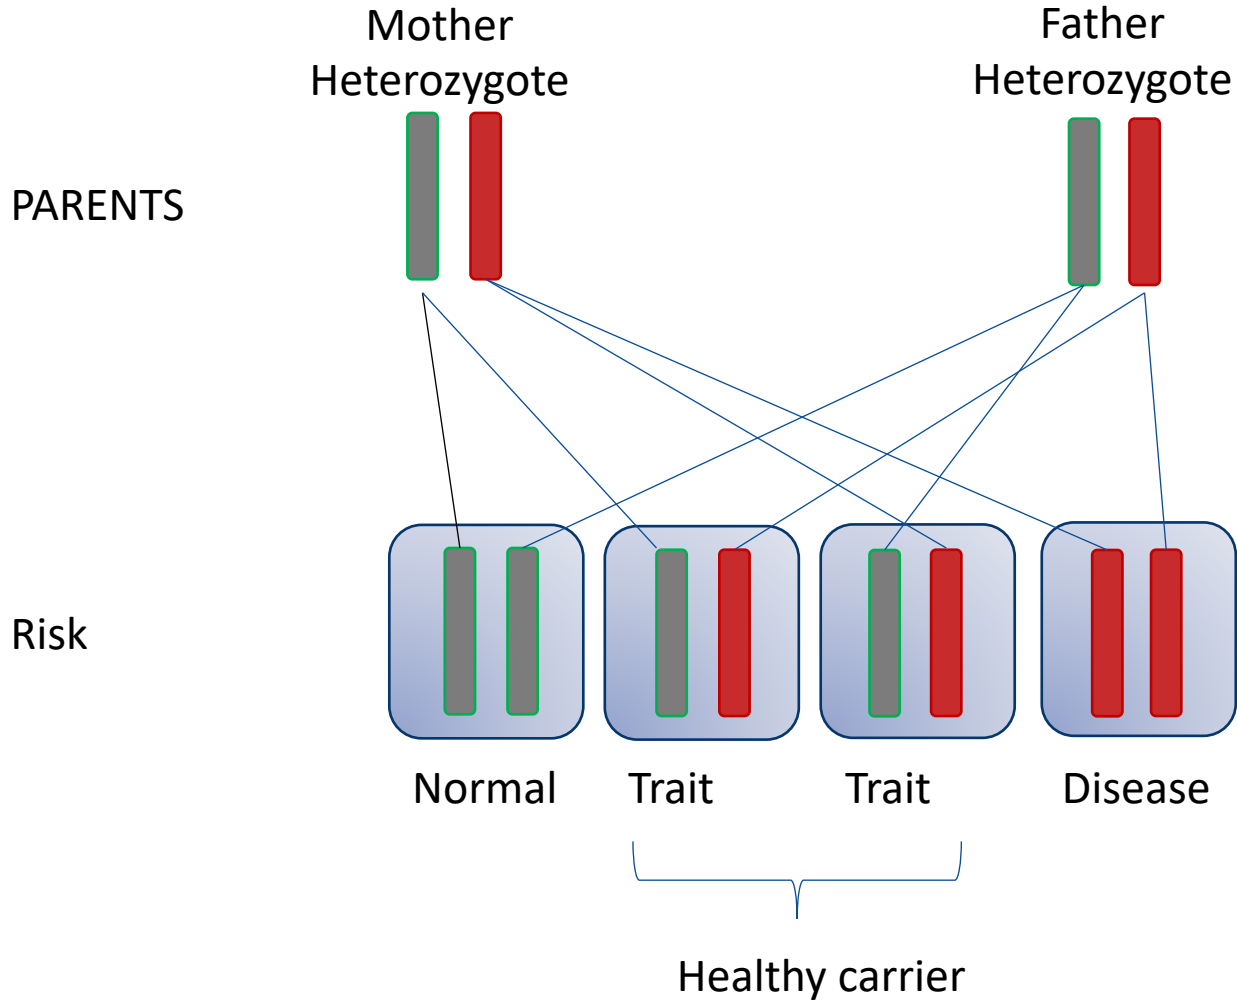 Mother
Heterozygote
Father
Heterozygote
PARENTS
Risk
Normal
Trait
Trait
Disease
Healthy carrier